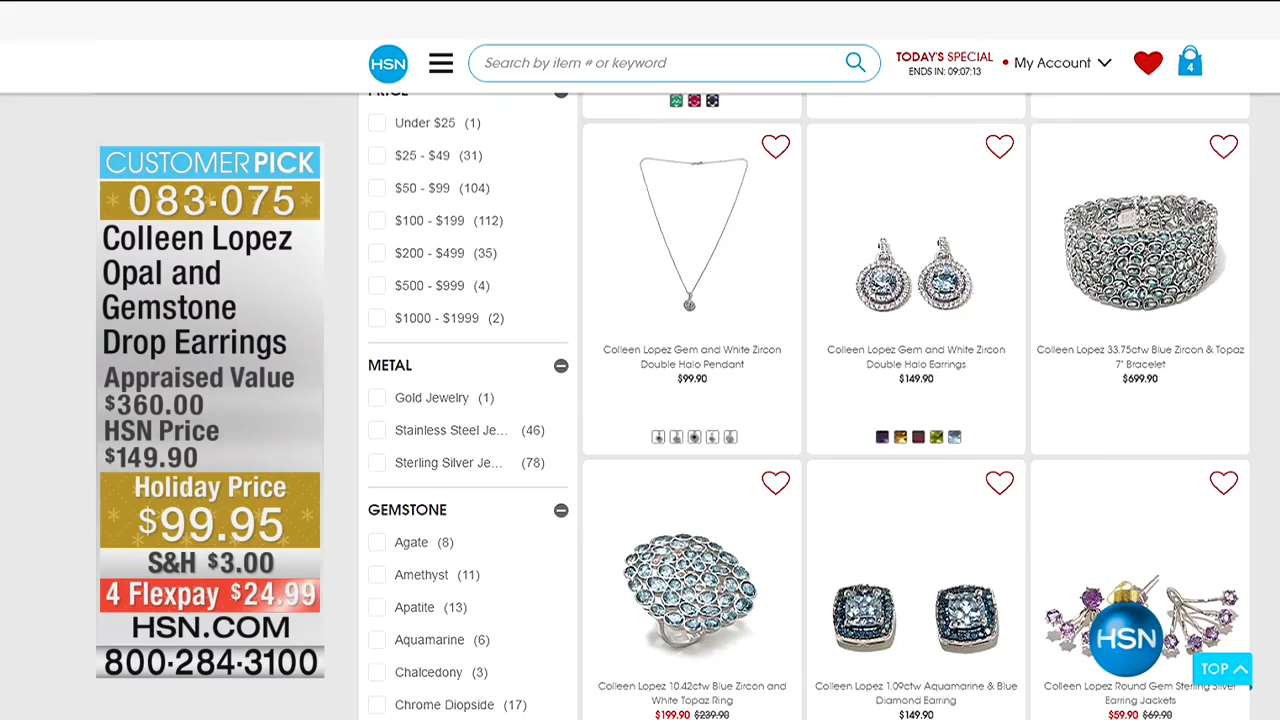 HSN
Search by item # or keyword
TODAY'S SPECIAL
ENDS IN: 09:07:13
My Account
4
CUSTOMER PICK
083·075
Colleen Lopez
Opal and
Gemstone
Drop Earrings
Appraised Value
$360.00
HSN Price
$149.90
Holiday Price
$99.95
S&H $3.00
4 Flexpay $24.99
HSN.COM
800·284·3100
PRICE
Under $25 (1)
$25 - $49 (31)
$50 - $99 (104)
$100 - $199 (112)
$200 - $499 (35)
$500 - $999 (4)
$1000 - $1999 (2)
METAL
Gold Jewelry (1)
Stainless Steel Je... (46)
Sterling Silver Je... (78)
GEMSTONE
Agate (8)
Amethyst (11)
Apatite (13)
Aquamarine (6)
Chalcedony (3)
Chrome Diopside (17)
Colleen Lopez Gem and White Zircon
Double Halo Pendant
$99.90
Colleen Lopez Gem and White Zircon
Double Halo Earrings
$149.90
Colleen Lopez 33.75ctw Blue Zircon & Topaz
7" Bracelet
$699.90
Colleen Lopez 10.42ctw Blue Zircon and
White Topaz Ring
$199.90 $239.90
Colleen Lopez 1.09ctw Aquamarine & Blue
Diamond Earring
$149.90
Colleen Lopez Round Gem Sterling Silver
Earring Jackets
$59.90 $69.90
HSN
TOP